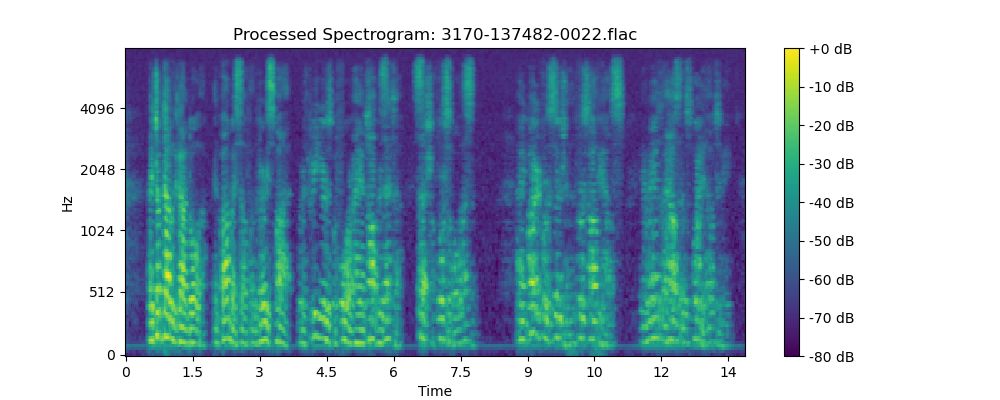 Processed Spectrogram: 3170-137482-0022.flac
Hz
4096
2048
1024
512
0
0 1.5 3 4.5 6 7.5 9 10 12 14
Time
+0 dB
-10 dB
-20 dB
-30 dB
-40 dB
-50 dB
-60 dB
-70 dB
-80 dB